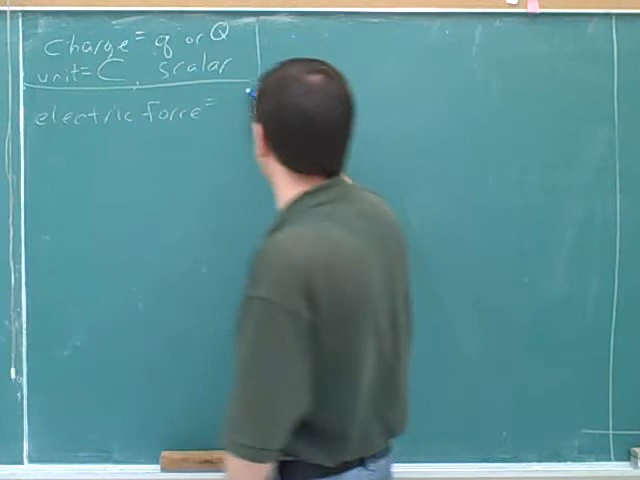 charge = q or Q
unit = C, scalar
electric force =